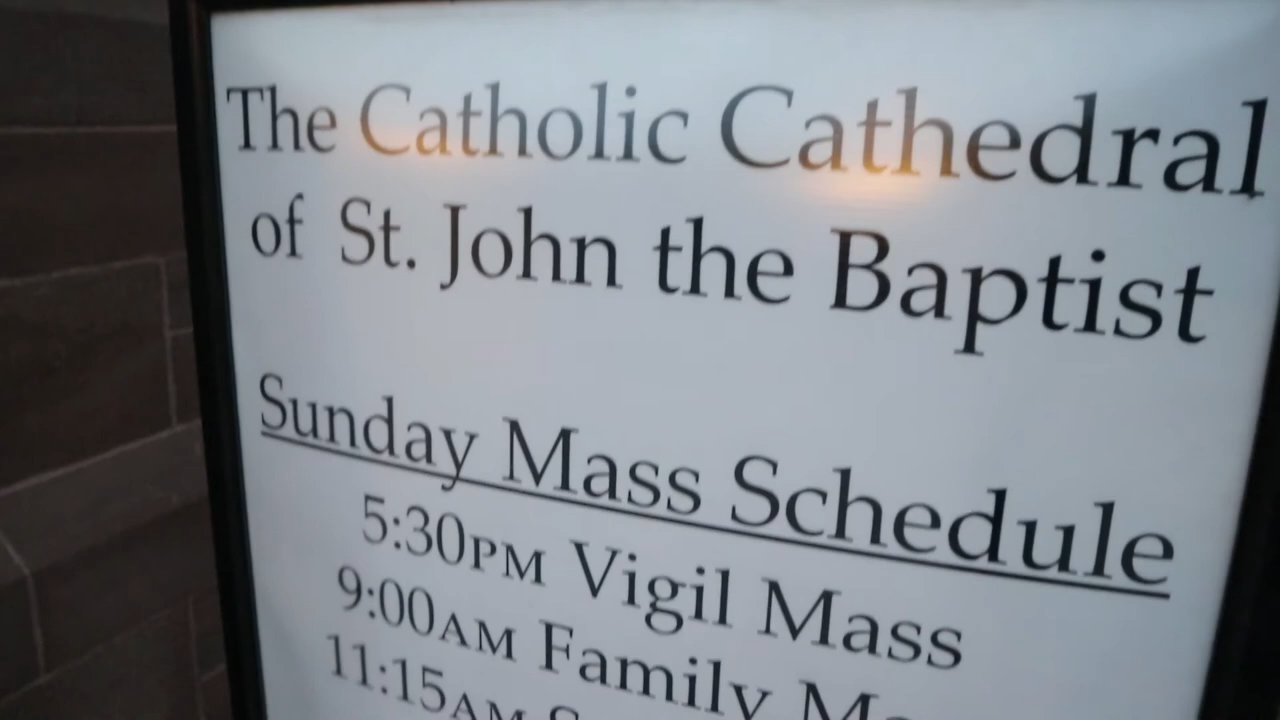 The Catholic Cathedral
of St. John the Baptist
Sunday Mass Schedule
5:30PM Vigil Mass
9:00AM Family
11:15AM